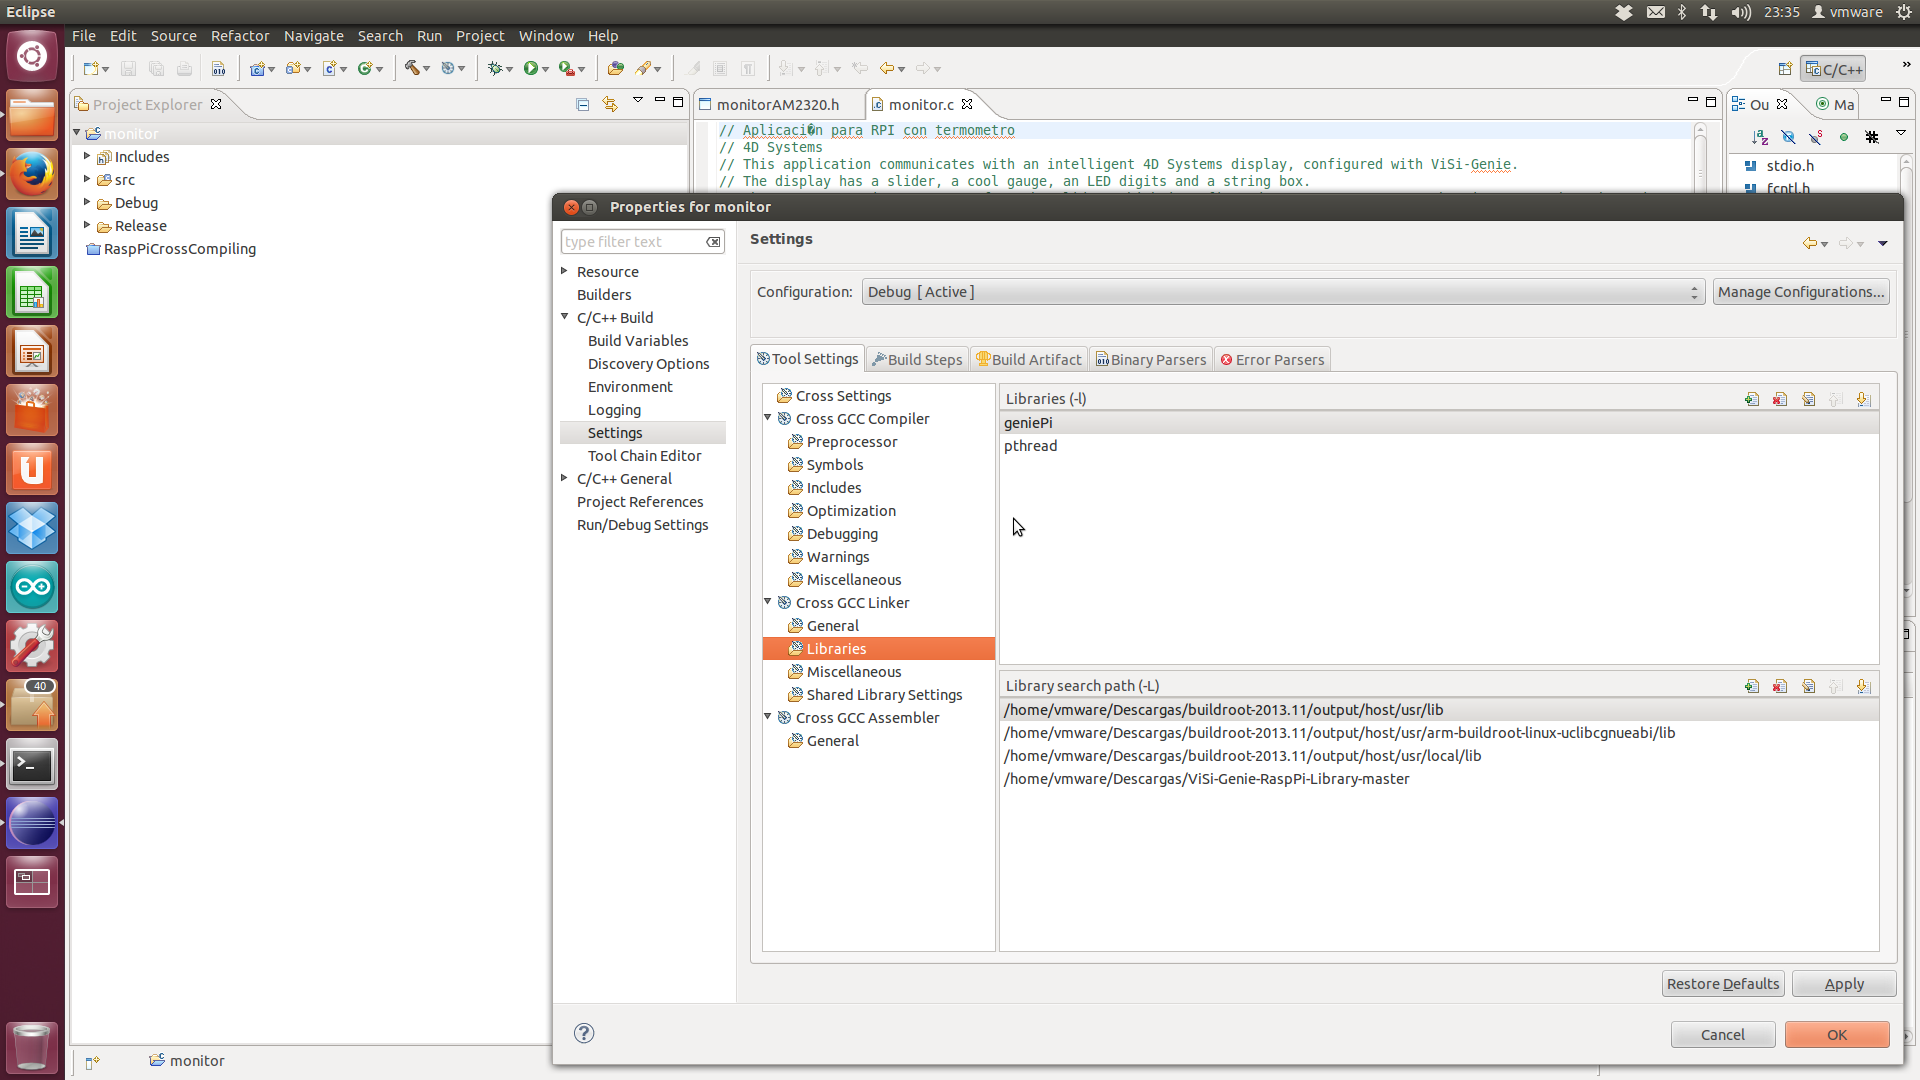 Eclipse
23:35
vmware
File Edit Source Refactor Navigate Search Run Project Window Help
C/C++
Project Explorer
monitorAM2320.h
monitor.c
Ou
Ma
monitor
Includes
src
Debug
Release
RaspPiCrossCompiling
// Aplicaci�n para RPI con termometro
// 4D Systems
// This application communicates with an intelligent 4D Systems display, configured with ViSi-Genie.
// The display has a slider, a cool gauge, an LED digits and a string box.
stdio.h
fcntl.h
Properties for monitor
type filter text
Settings
Resource
Builders
C/C++ Build
Build Variables
Discovery Options
Environment
Logging
Settings
Tool Chain Editor
C/C++ General
Project References
Run/Debug Settings
Configuration:
Debug [ Active ]
Manage Configurations...
Tool Settings
Build Steps
Build Artifact
Binary Parsers
Error Parsers
Cross Settings
Cross GCC Compiler
Preprocessor
Symbols
Includes
Optimization
Debugging
Warnings
Miscellaneous
Cross GCC Linker
General
Libraries
Miscellaneous
Shared Library Settings
Cross GCC Assembler
General
Libraries (-l)
geniePi
pthread
Library search path (-L)
/home/vmware/Descargas/buildroot-2013.11/output/host/usr/lib
/home/vmware/Descargas/buildroot-2013.11/output/host/usr/arm-buildroot-linux-uclibcgnueabi/lib
/home/vmware/Descargas/buildroot-2013.11/output/host/usr/local/lib
/home/vmware/Descargas/ViSi-Genie-RaspPi-Library-master
Restore Defaults
Apply
Cancel
OK
40
monitor